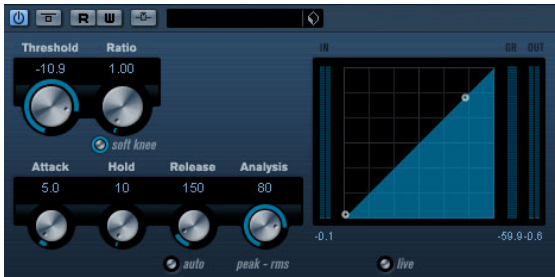 R W
Threshold Ratio
-10.9 1.00
soft knee
Attack Hold Release Analysis
5.0 10 150 80
auto peak - rms
IN GR OUT
-0.1 -59.9 -0.6
live